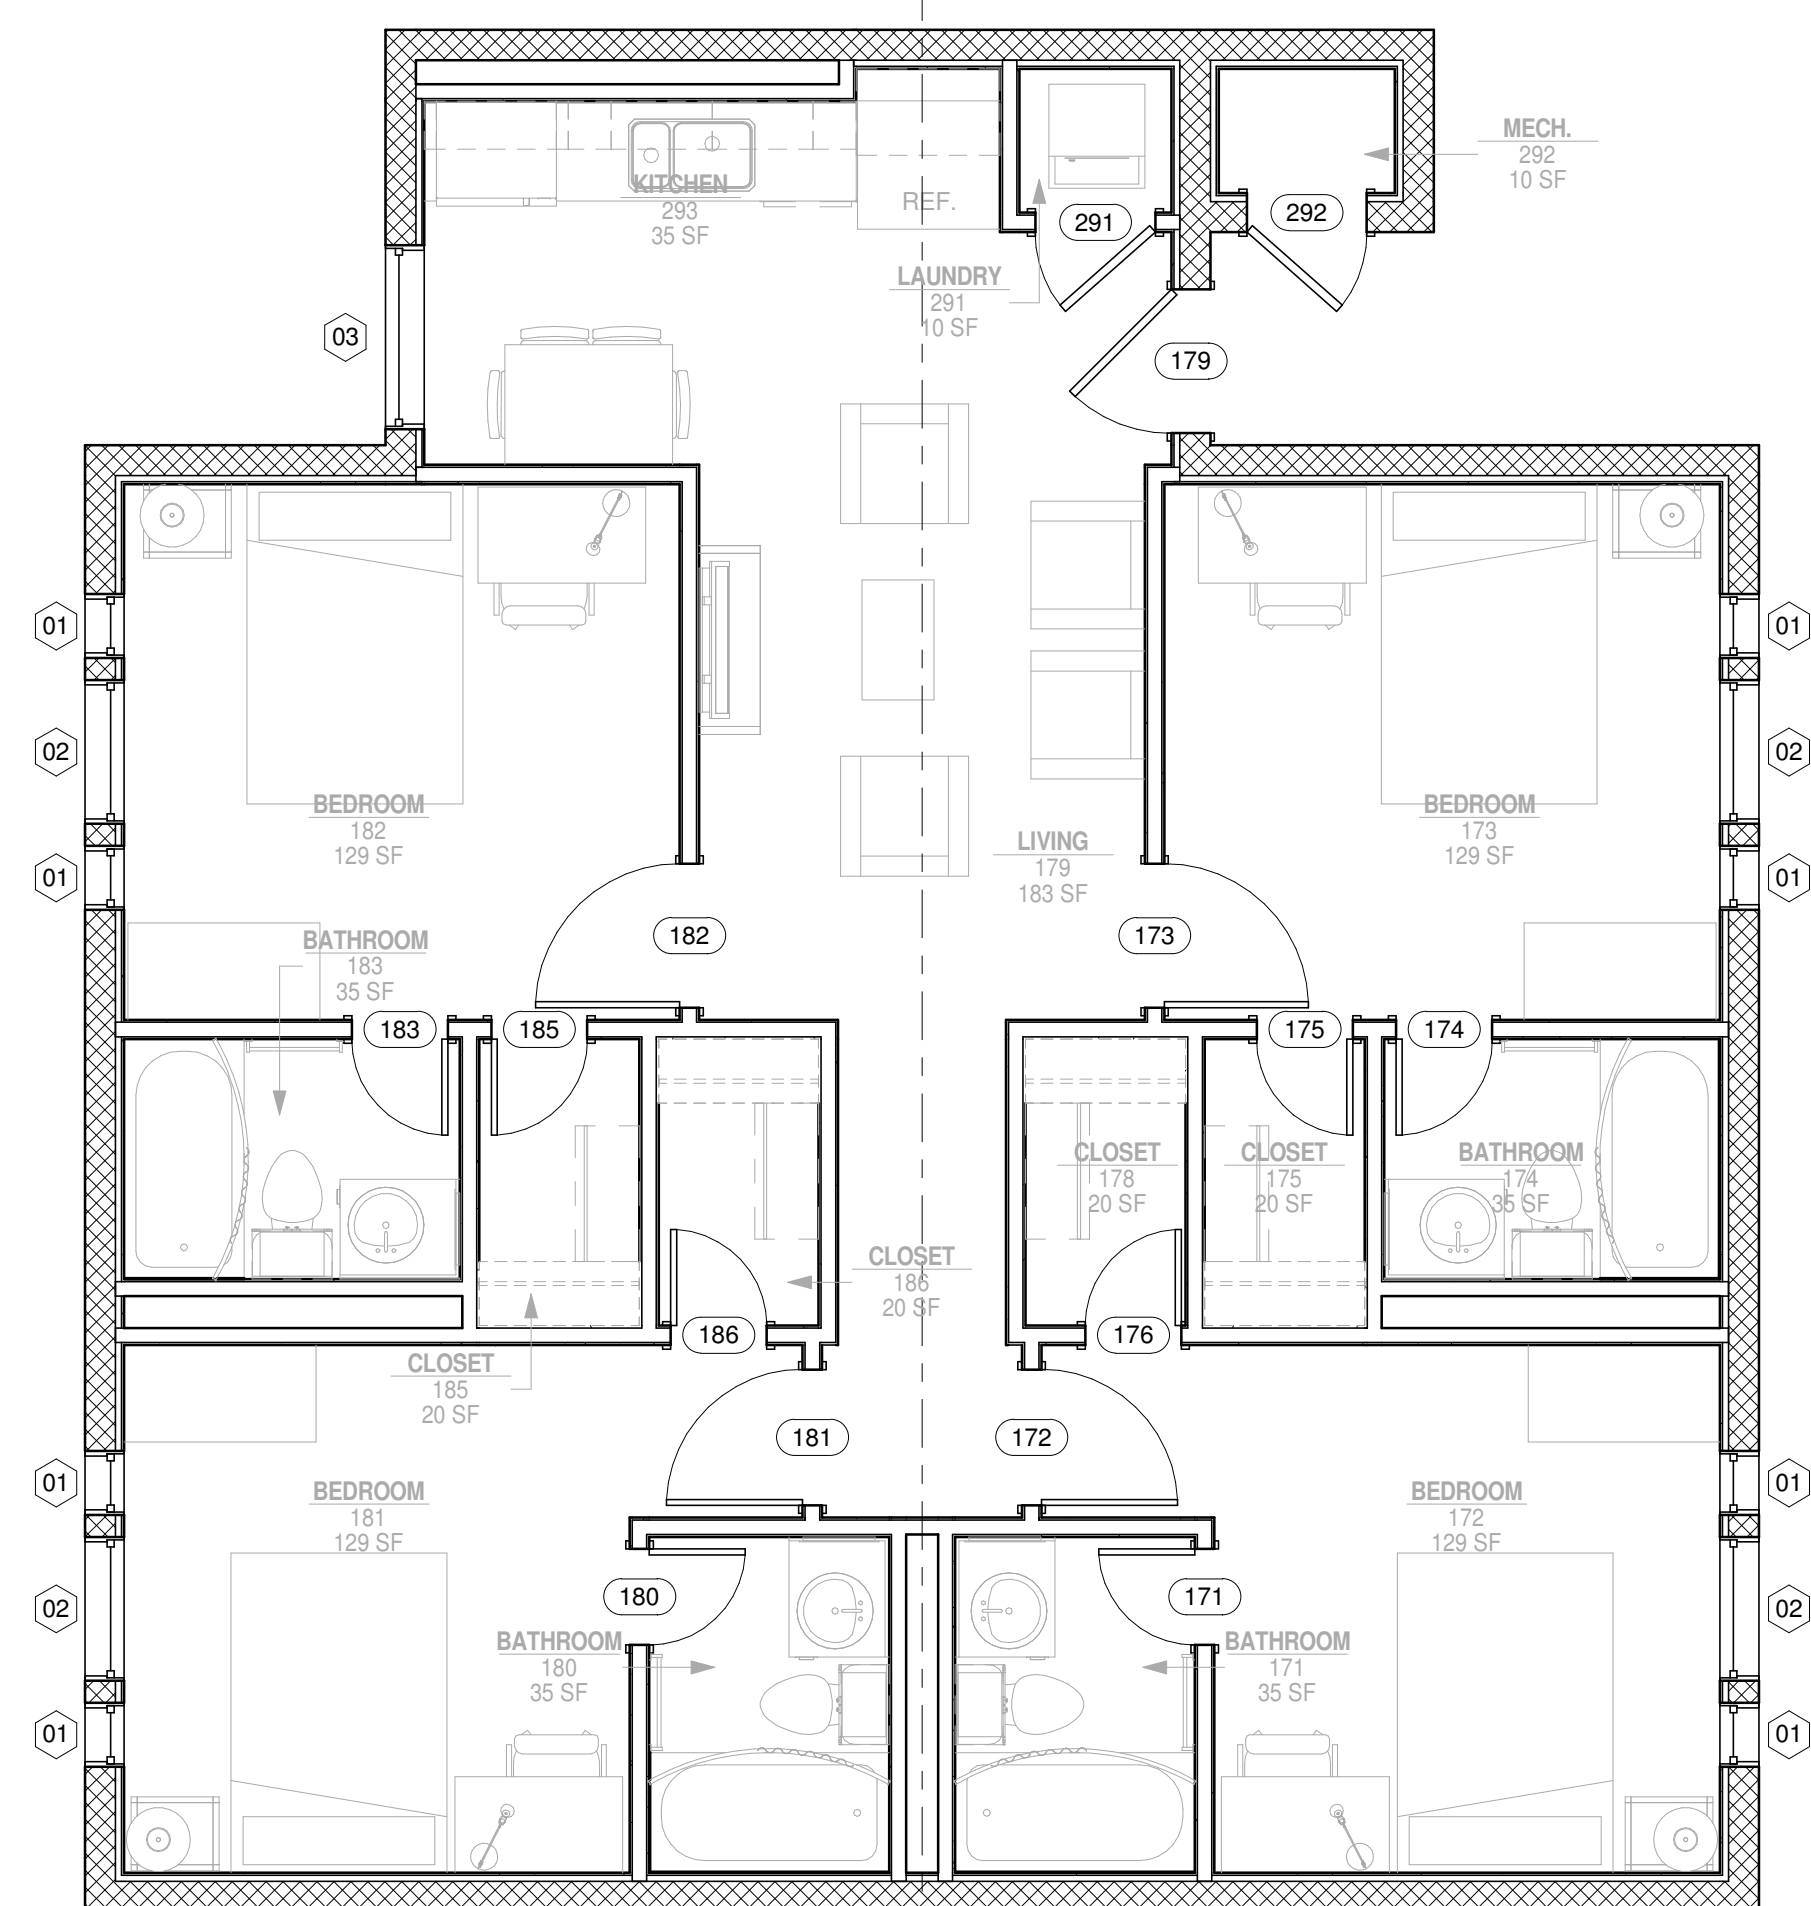 MECH.
292
10 SF
KITCHEN
293
35 SF
REF.
291
292
LAUNDRY
291
10 SF
03
179
01
01
02
02
BEDROOM
182
129 SF
BEDROOM
173
129 SF
LIVING
179
183 SF
01
01
182
173
BATHROOM
183
35 SF
183
185
175
174
CLOSET
178
20 SF
CLOSET
175
20 SF
BATHROOM
174
35 SF
CLOSET
186
20 SF
186
176
CLOSET
185
20 SF
181
172
01
01
BEDROOM
181
129 SF
BEDROOM
172
129 SF
180
171
02
02
BATHROOM
180
35 SF
BATHROOM
171
35 SF
01
01